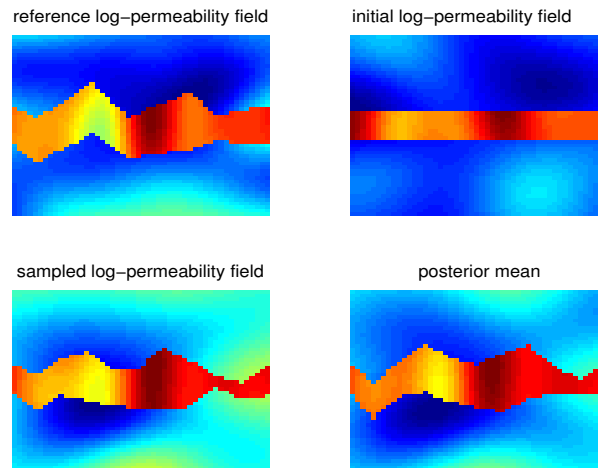 reference log−permeability field
initial log−permeability field
sampled log−permeability field
posterior mean